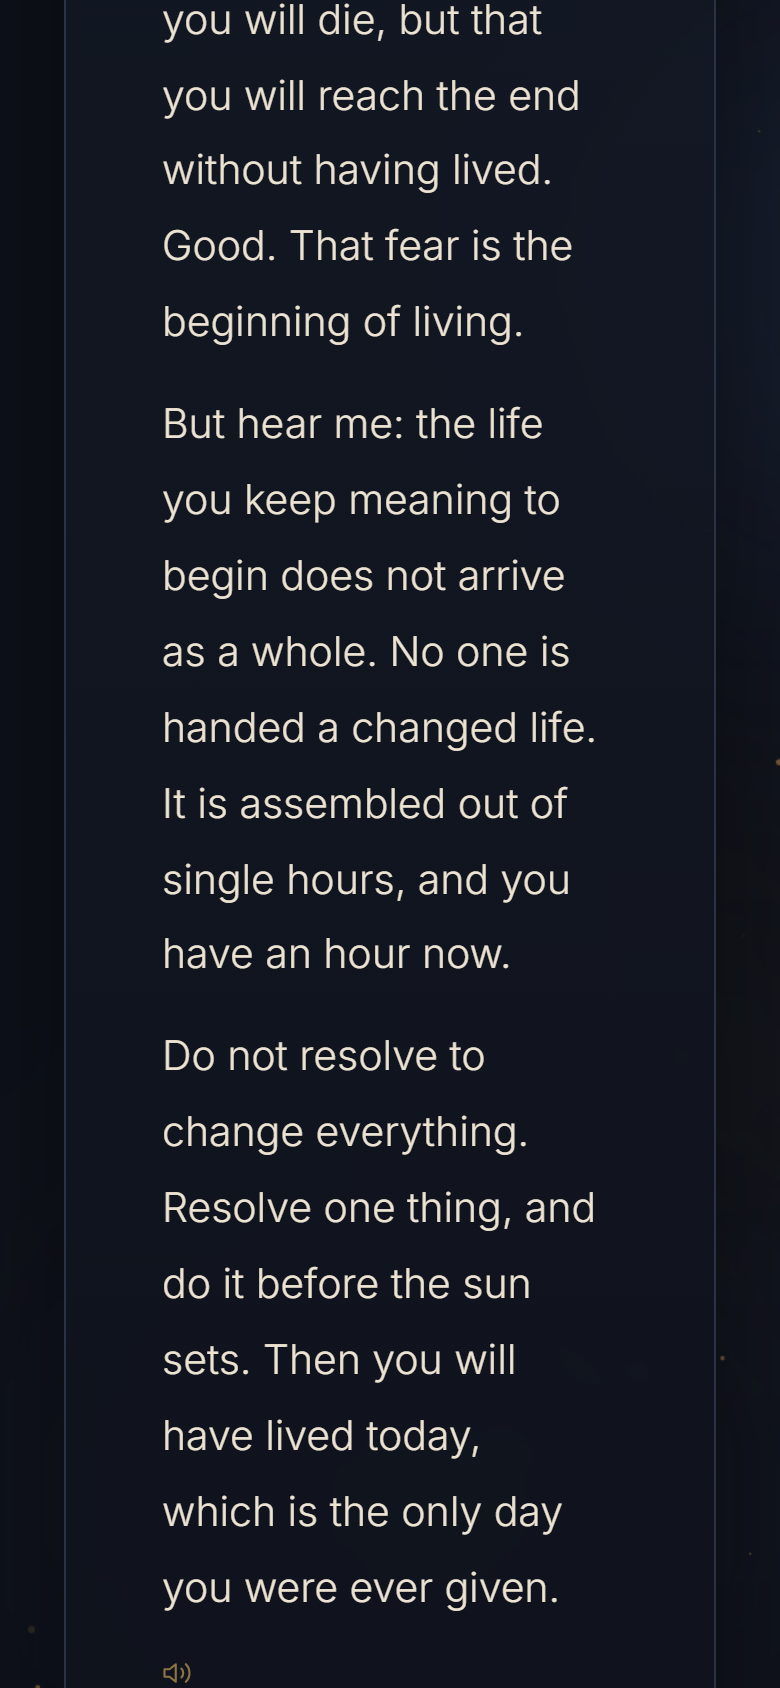 you will die, but that
you will reach the end
without having lived.
Good. That fear is the
beginning of living.
But hear me: the life
you keep meaning to
begin does not arrive
as a whole. No one is
handed a changed life.
It is assembled out of
single hours, and you
have an hour now.
Do not resolve to
change everything.
Resolve one thing, and
do it before the sun
sets. Then you will
have lived today,
which is the only day
you were ever given.